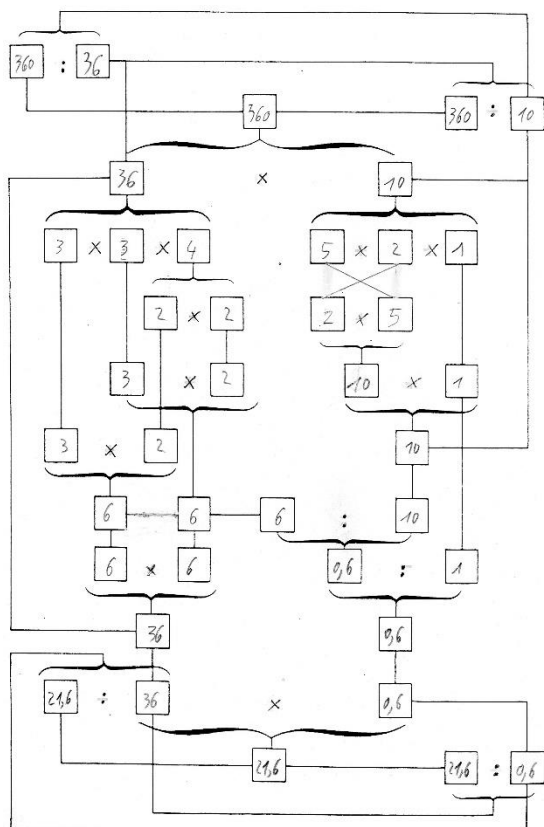 360 : 36
360 360 ÷ 10
36 × 10
3 × 3 × 4 5 × 2 × 1
2 × 2 2 × 5
3 × 2 10 × 1
3 × 2 10
6 6 6 : 10
6 × 6 0,6 : 1
36 0,6
21,6 ÷ 36 × 0,6
21,6 21,6 : 0,6